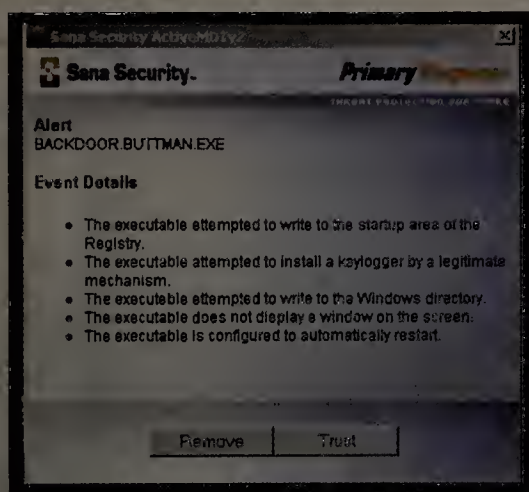 Sana Security ActiveMDTv2
Sana Security.
Primary
Alert
BACKDOOR.BUTTMAN.EXE
Event Details
The executable attempted to write to the startup area of the
Registry.
The executable attempted to install a keylogger by a legitimate
mechanism.
The executable attempted to write to the Windows directory.
The executable does not display a window on the screen.
The executable is configured to automatically restart.
Remove
Trust